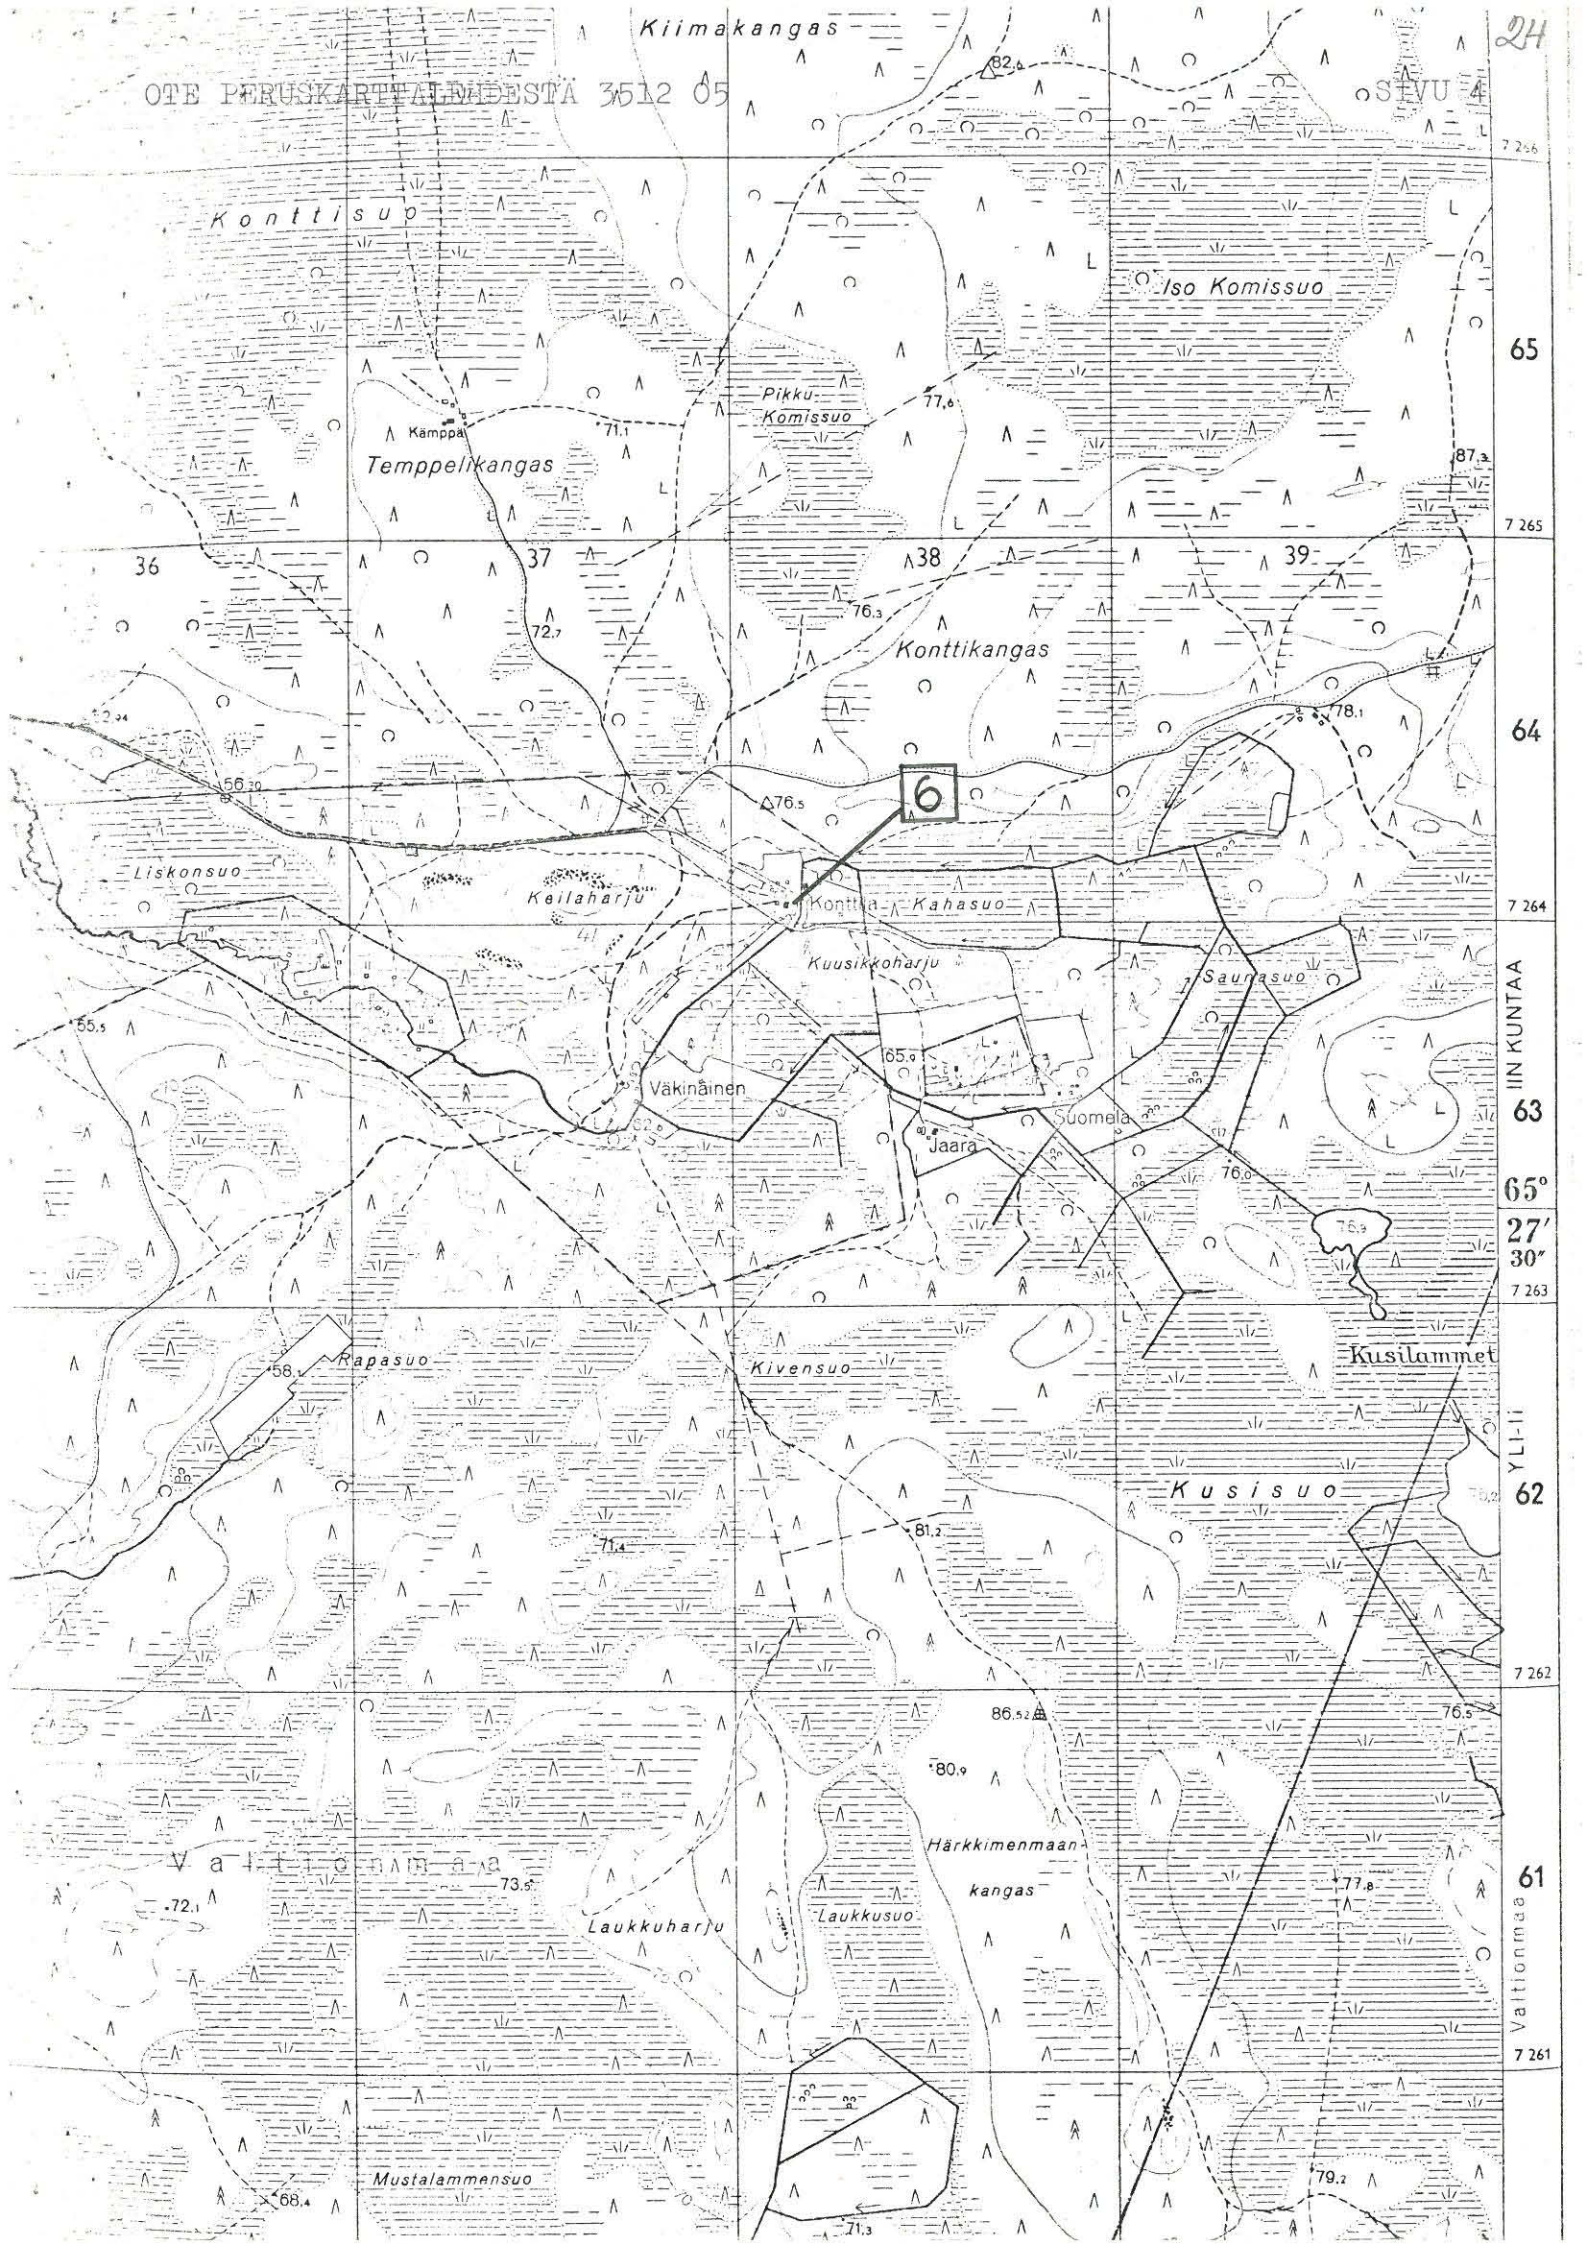 Kiimakangas
24
82.6
OTE PERUSKARTTALEHDESTÄ 3512 05
SIVU 4
7 266
Konttisuo
Iso Komissuo
65
Pikku-
Komissuo
77,6
Kämppä
71,1
Temppelikangas
87.3
7 265
36
37
38
39
76.3
72.7
Konttikangas
78.1
64
56.20
76.5
6
Liskonsuo
Keilaharju
Konttila
Kahasuo
7 264
41
Kuusikkoharju
Saunasuo
IIN KUNTAA
55,5
65.9
Väkinäinen
63
Suomela
Jaara
76.0
65°
76.9
27'
30"
7 263
Kusilammet
58.1
Rapasuo
Kivensuo
YLI-II
Kusisuo
62
81,2
71,4
7 262
86.52
76.5
80.9
Härkkimenmaan-
Valtionmaa
73.5
kangas
77.8
61
72.1
Laukkuharju
Laukkusuo
Valtionmaa
7 261
Mustalammensuo
79.2
68.4
71.3